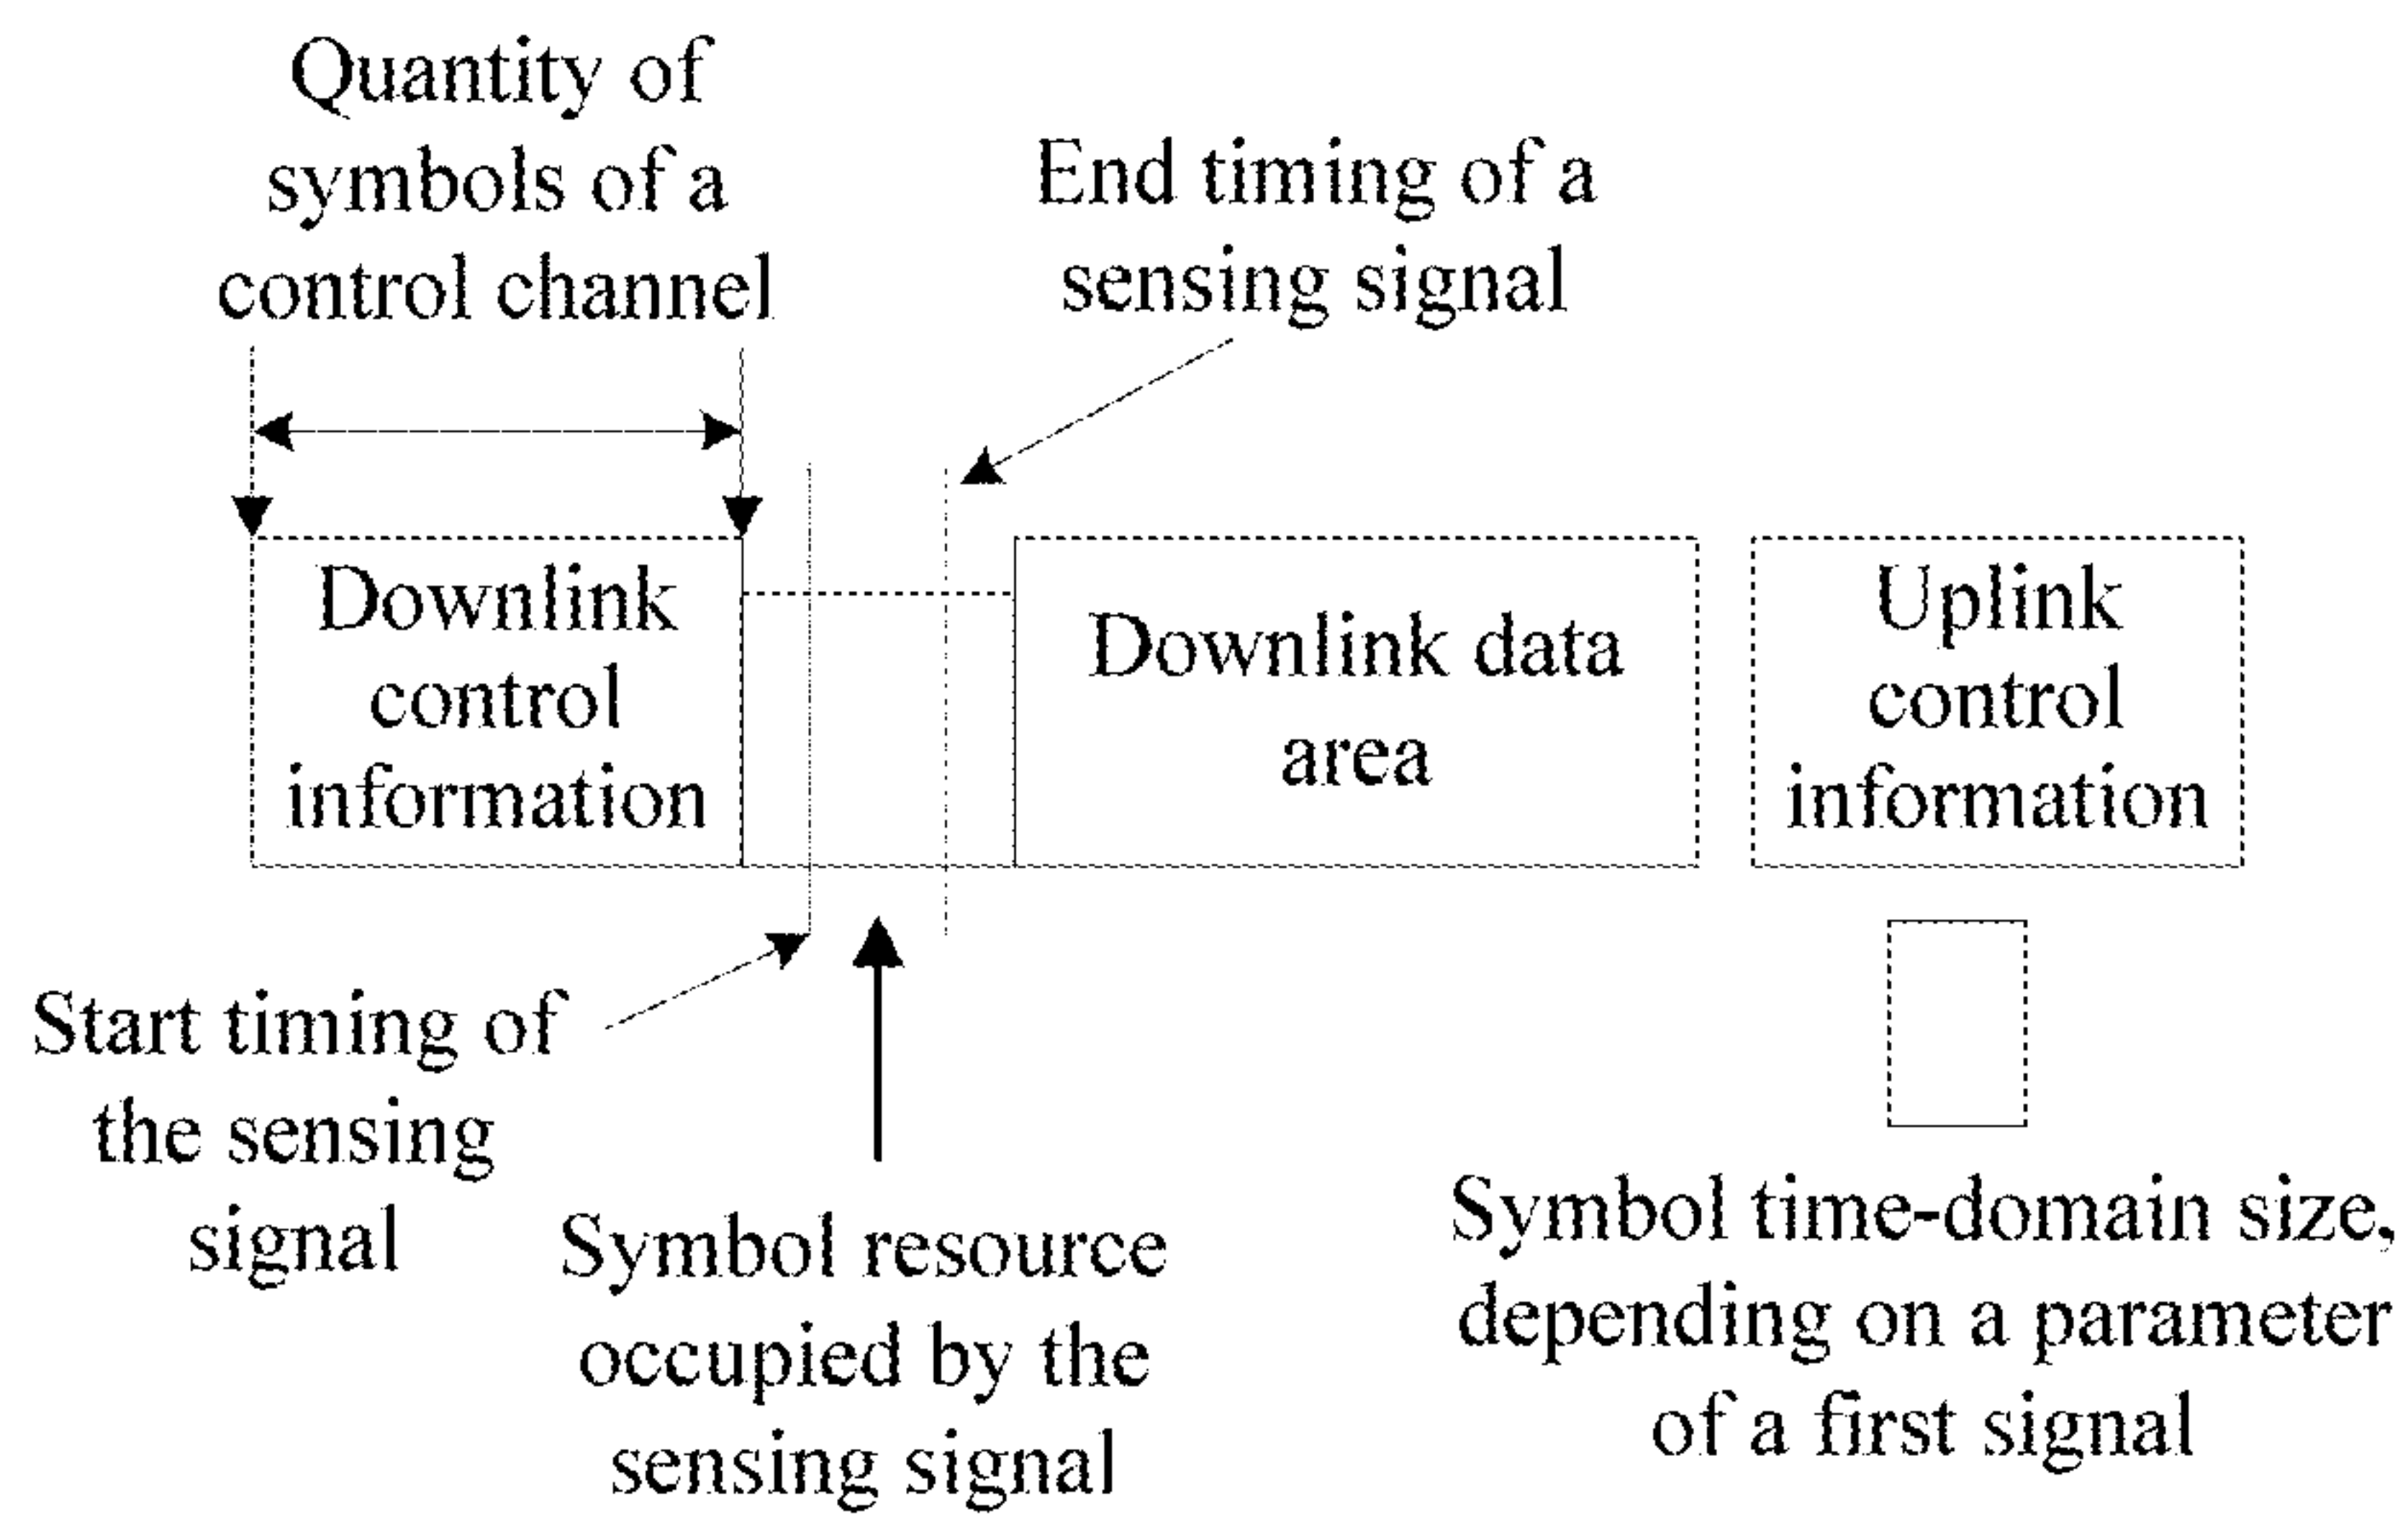 Quantity of
symbols of a
control channel
End timing of a
sensing signal
Downlink
control
information
Downlink data
area
Uplink
control
information
Start timing of
the sensing
signal
Symbol resource
occupied by the
sensing signal
Symbol time-domain size,
depending on a parameter
of a first signal